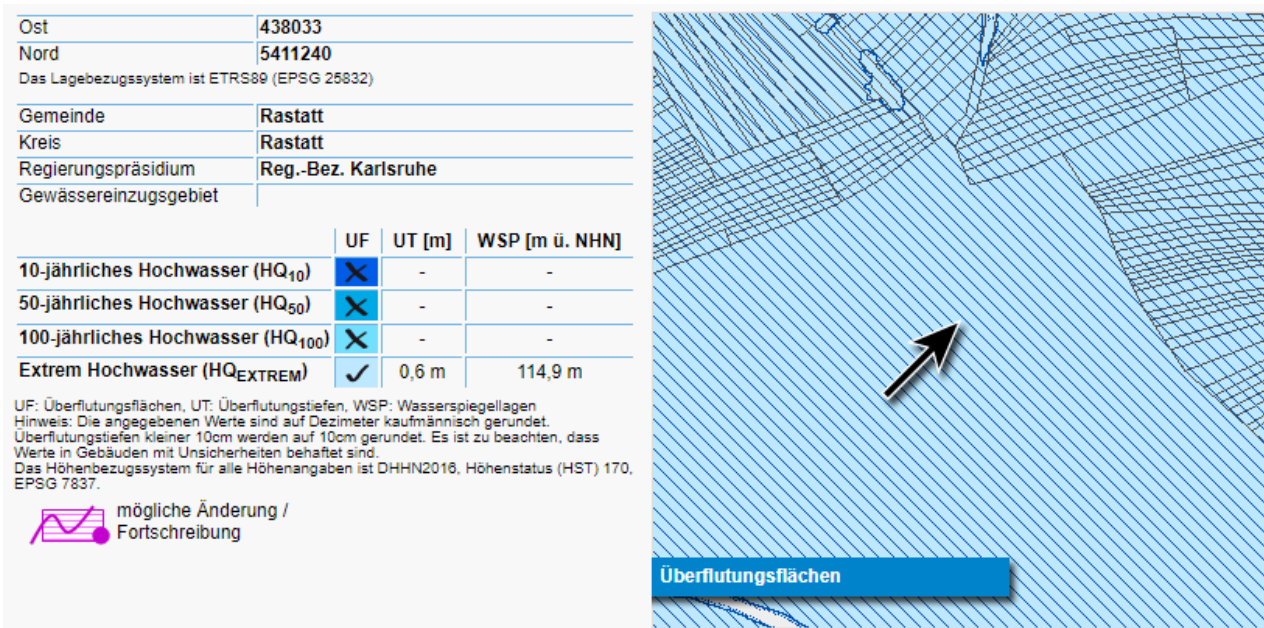 Ost 438033
Nord 5411240
Das Lagebezugssystem ist ETRS89 (EPSG 25832)
Gemeinde Rastatt
Kreis Rastatt
Regierungspräsidium Reg.-Bez. Karlsruhe
Gewässereinzugsgebiet
UF UT [m] WSP [m ü. NHN]
10-jährliches Hochwasser (HQ10) - -
50-jährliches Hochwasser (HQ50) - -
100-jährliches Hochwasser (HQ100) - -
Extrem Hochwasser (HQEXTREM) ✓ 0,6 m 114,9 m
UF: Überflutungsflächen, UT: Überflutungstiefen, WSP: Wasserspiegellagen
Hinweis: Die angegebenen Werte sind auf Dezimeter kaufmännisch gerundet.
Überflutungstiefen kleiner 10cm werden auf 10cm gerundet. Es ist zu beachten, dass
Werte in Gebäuden mit Unsicherheiten behaftet sind.
Das Höhenbezugssystem für alle Höhenangaben ist DHHN2016, Höhenstatus (HST) 170,
EPSG 7837.
mögliche Änderung /
Fortschreibung
Überflutungsflächen